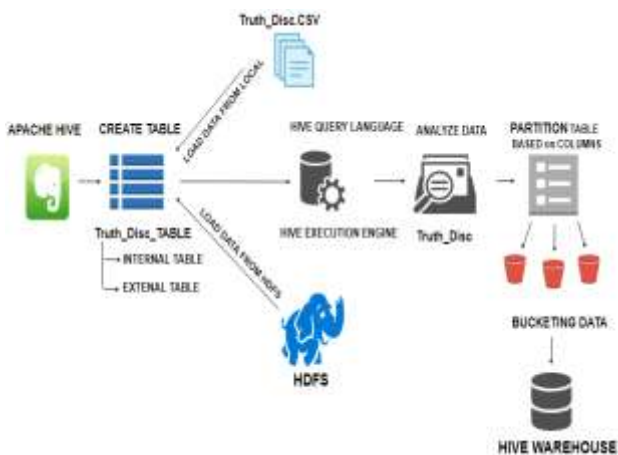 Truth_Disc.CSV
LOAD DATA FROM LOCAL
APACHE HIVE
CREATE TABLE
HIVE QUERY LANGUAGE
ANALYZE DATA
PARTITION TABLE
BASED on COLUMNS
Truth_Disc_TABLE
INTERNAL TABLE
EXTENAL TABLE
LOAD DATA FROM HDFS
HIVE EXECUTION ENGINE
Truth_Disc
HDFS
BUCKETING DATA
HIVE WAREHOUSE